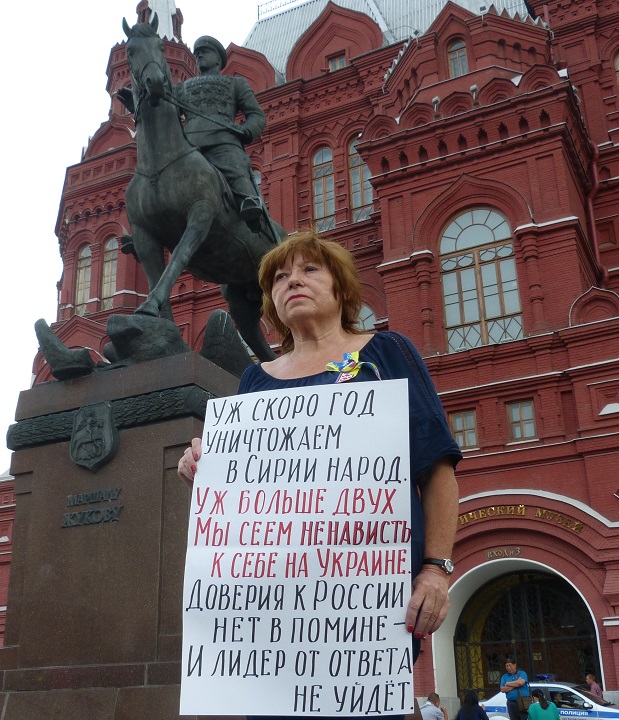 Уж скоро год
уничтожаем
в Сирии народ.
Уж больше двух
Мы сеем ненависть
к себе на Украине.
Доверия к России
нет в помине –
И лидер от ответа
не уйдёт.
МАРШАЛУ
ЖУКОВУ
ИЧЕСКИЙ МУЗЕЙ
ВХОД 3
ПОЛИЦИЯ